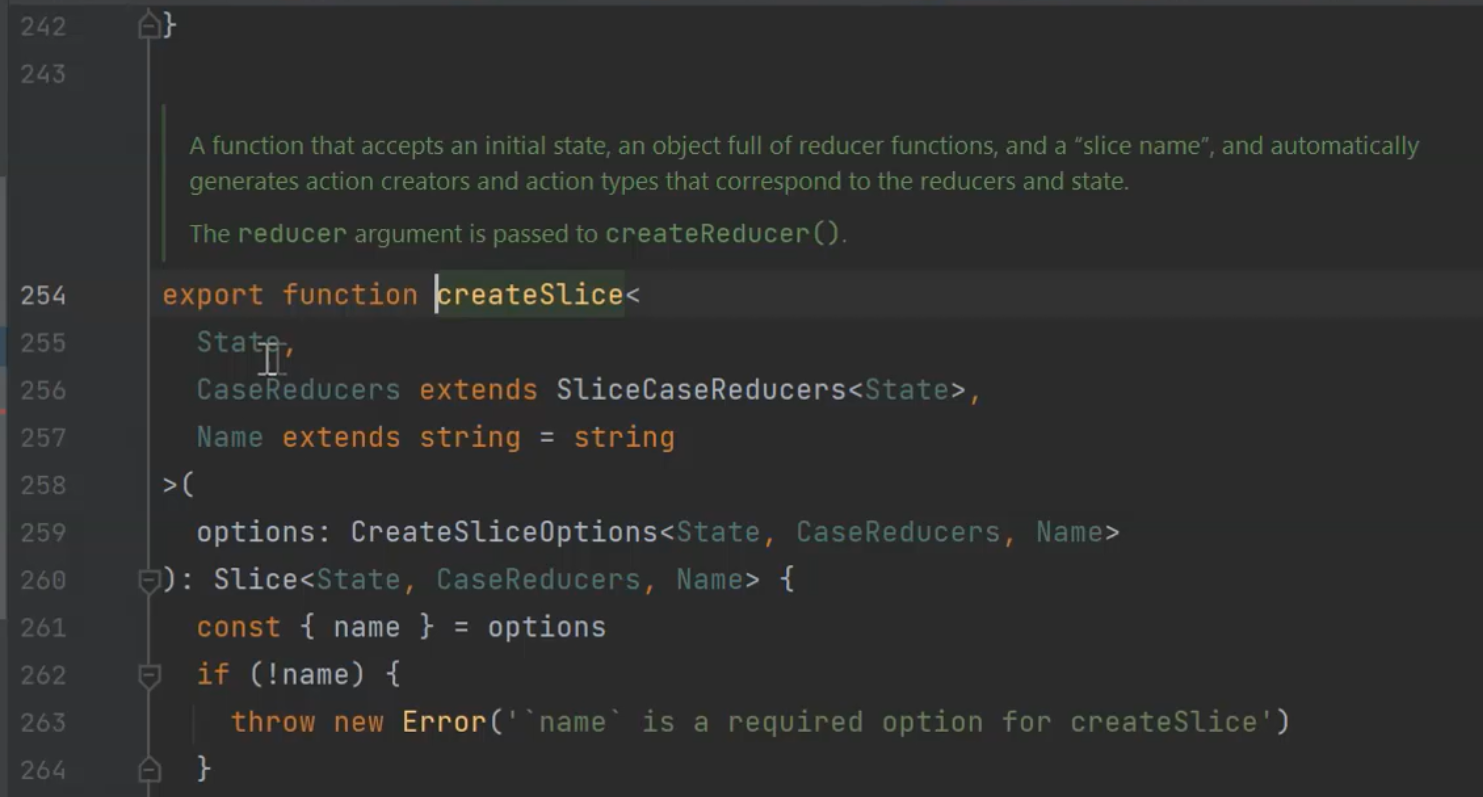 242 }
243
A function that accepts an initial state, an object full of reducer functions, and a “slice name”, and automatically
generates action creators and action types that correspond to the reducers and state.
The reducer argument is passed to createReducer().
254 export function createSlice<
255 State,
256 CaseReducers extends SliceCaseReducers<State>,
257 Name extends string = string
258 >(
259 options: CreateSliceOptions<State, CaseReducers, Name>
260 ): Slice<State, CaseReducers, Name> {
261 const { name } = options
262 if (!name) {
263 throw new Error('`name` is a required option for createSlice')
264 }